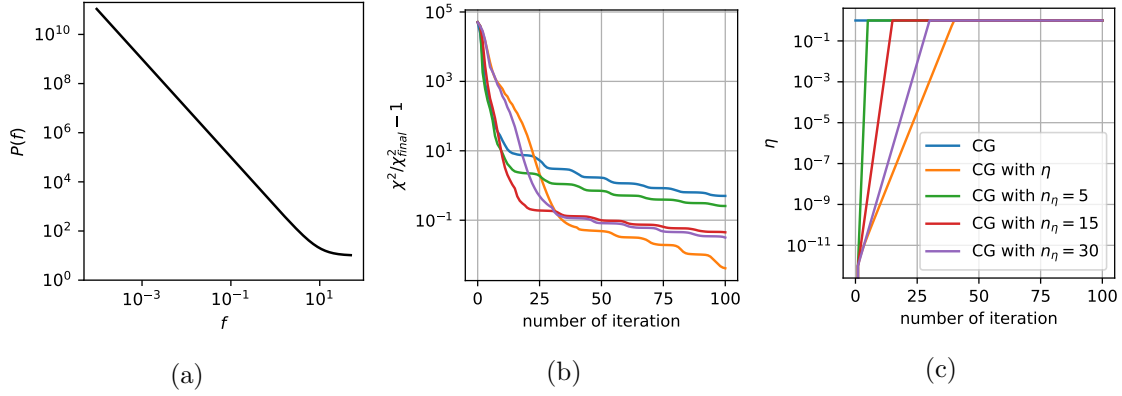 10^{10}
10^{8}
10^{6}
10^{4}
10^{2}
10^{0}
P(f)
10^{-3}
10^{-1}
10^{1}
f
(a)
10^{5}
10^{3}
10^{1}
10^{-1}
χ^{2}/χ^{2}_{final} − 1
0 25 50 75 100
number of iteration
(b)
10^{-1}
10^{-3}
10^{-5}
10^{-7}
10^{-9}
10^{-11}
η
CG
CG with η
CG with n_η = 5
CG with n_η = 15
CG with n_η = 30
0 25 50 75 100
number of iteration
(c)